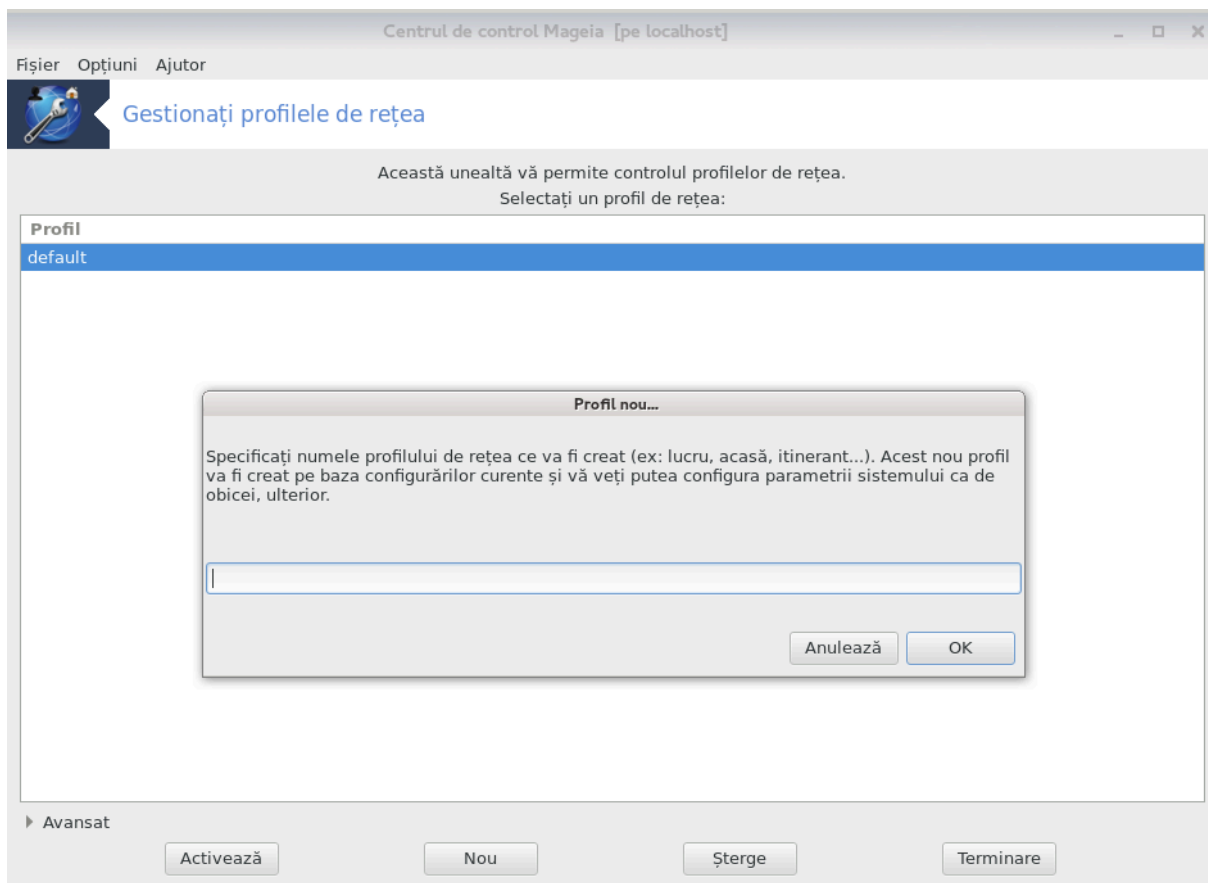 Centrul de control Mageia [pe localhost]
Fișier Opțiuni Ajutor
Gestionați profilele de rețea
Această unealtă vă permite controlul profilelor de rețea.
Selectați un profil de rețea:
Profil
default
Profil nou...
Specificați numele profilului de rețea ce va fi creat (ex: lucru, acasă, itinerant...). Acest nou profil
va fi creat pe baza configurărilor curente și vă veți putea configura parametrii sistemului ca de
obicei, ulterior.
Anulează OK
Avansat
Activează Nou Șterge Terminare